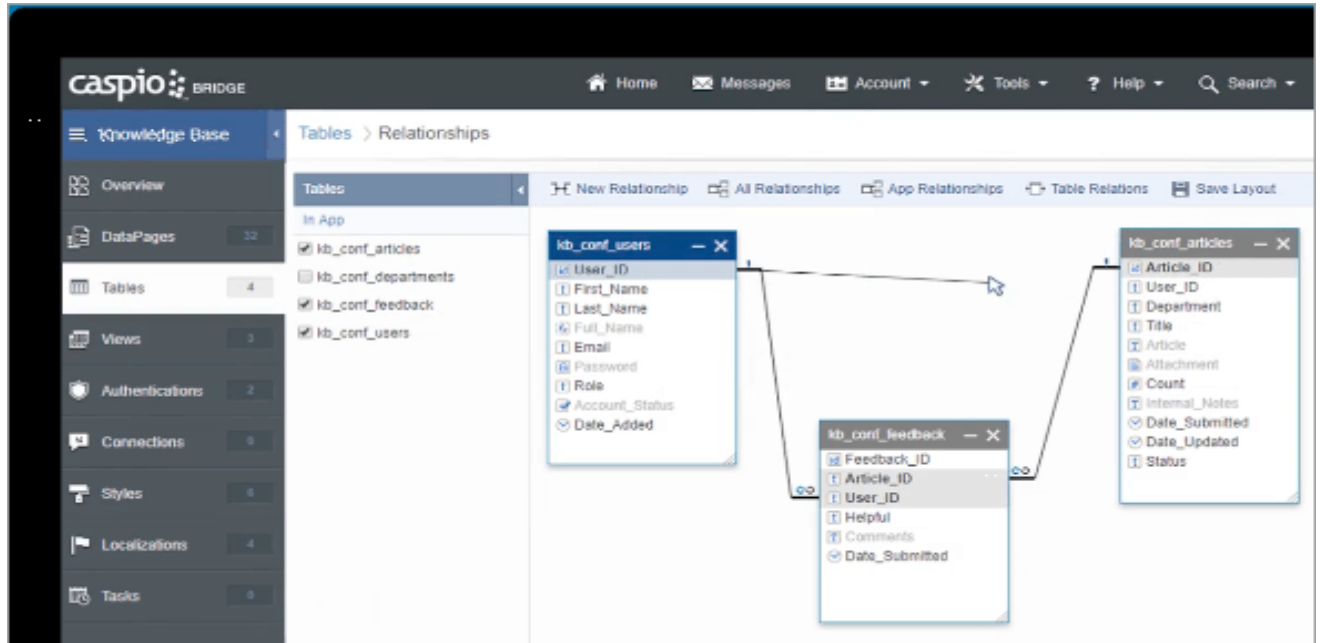 caspio BRIDGE
Home Messages Account Tools ? Help Search
Knowledge Base
Tables > Relationships
Overview
DataPages 32
Tables 4
Views 3
Authentications 2
Connections
Styles
Localizations 4
Tasks
Tables
In App
kb_conf_articles
kb_conf_departments
kb_conf_feedback
kb_conf_users
New Relationship All Relationships App Relationships Table Relations Save Layout
kb_conf_users
User_ID
First_Name
Last_Name
Full_Name
Email
Password
Role
Account_Status
Date_Added
kb_conf_feedback
Feedback_ID
Article_ID
User_ID
Helpful
Comments
Date_Submitted
kb_conf_articles
Article_ID
User_ID
Department
Title
Article
Attachment
Count
Internal_Notes
Date_Submitted
Date_Updated
Status